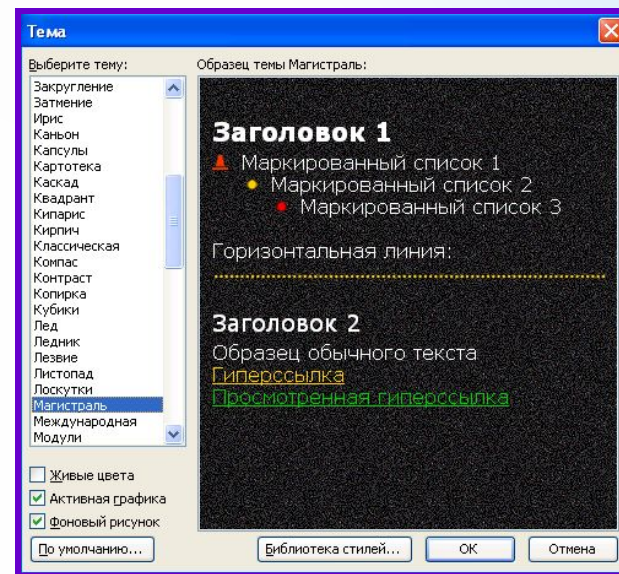 Тема
Выберите тему:
Образец темы Магистраль:
Закругление
Затмение
Ирис
Каньон
Капсулы
Картотека
Каскад
Квадрант
Кипарис
Кирпич
Классическая
Компас
Контраст
Копирка
Кубики
Лед
Ледник
Лезвие
Листопад
Лоскутки
Магистраль
Международная
Модули
Заголовок 1
Маркированный список 1
Маркированный список 2
Маркированный список 3
Горизонтальная линия:
Заголовок 2
Образец обычного текста
Гиперссылка
Просмотренная гиперссылка
Живые цвета
Активная графика
Фоновый рисунок
По умолчанию...
Библиотека стилей...
ОК
Отмена